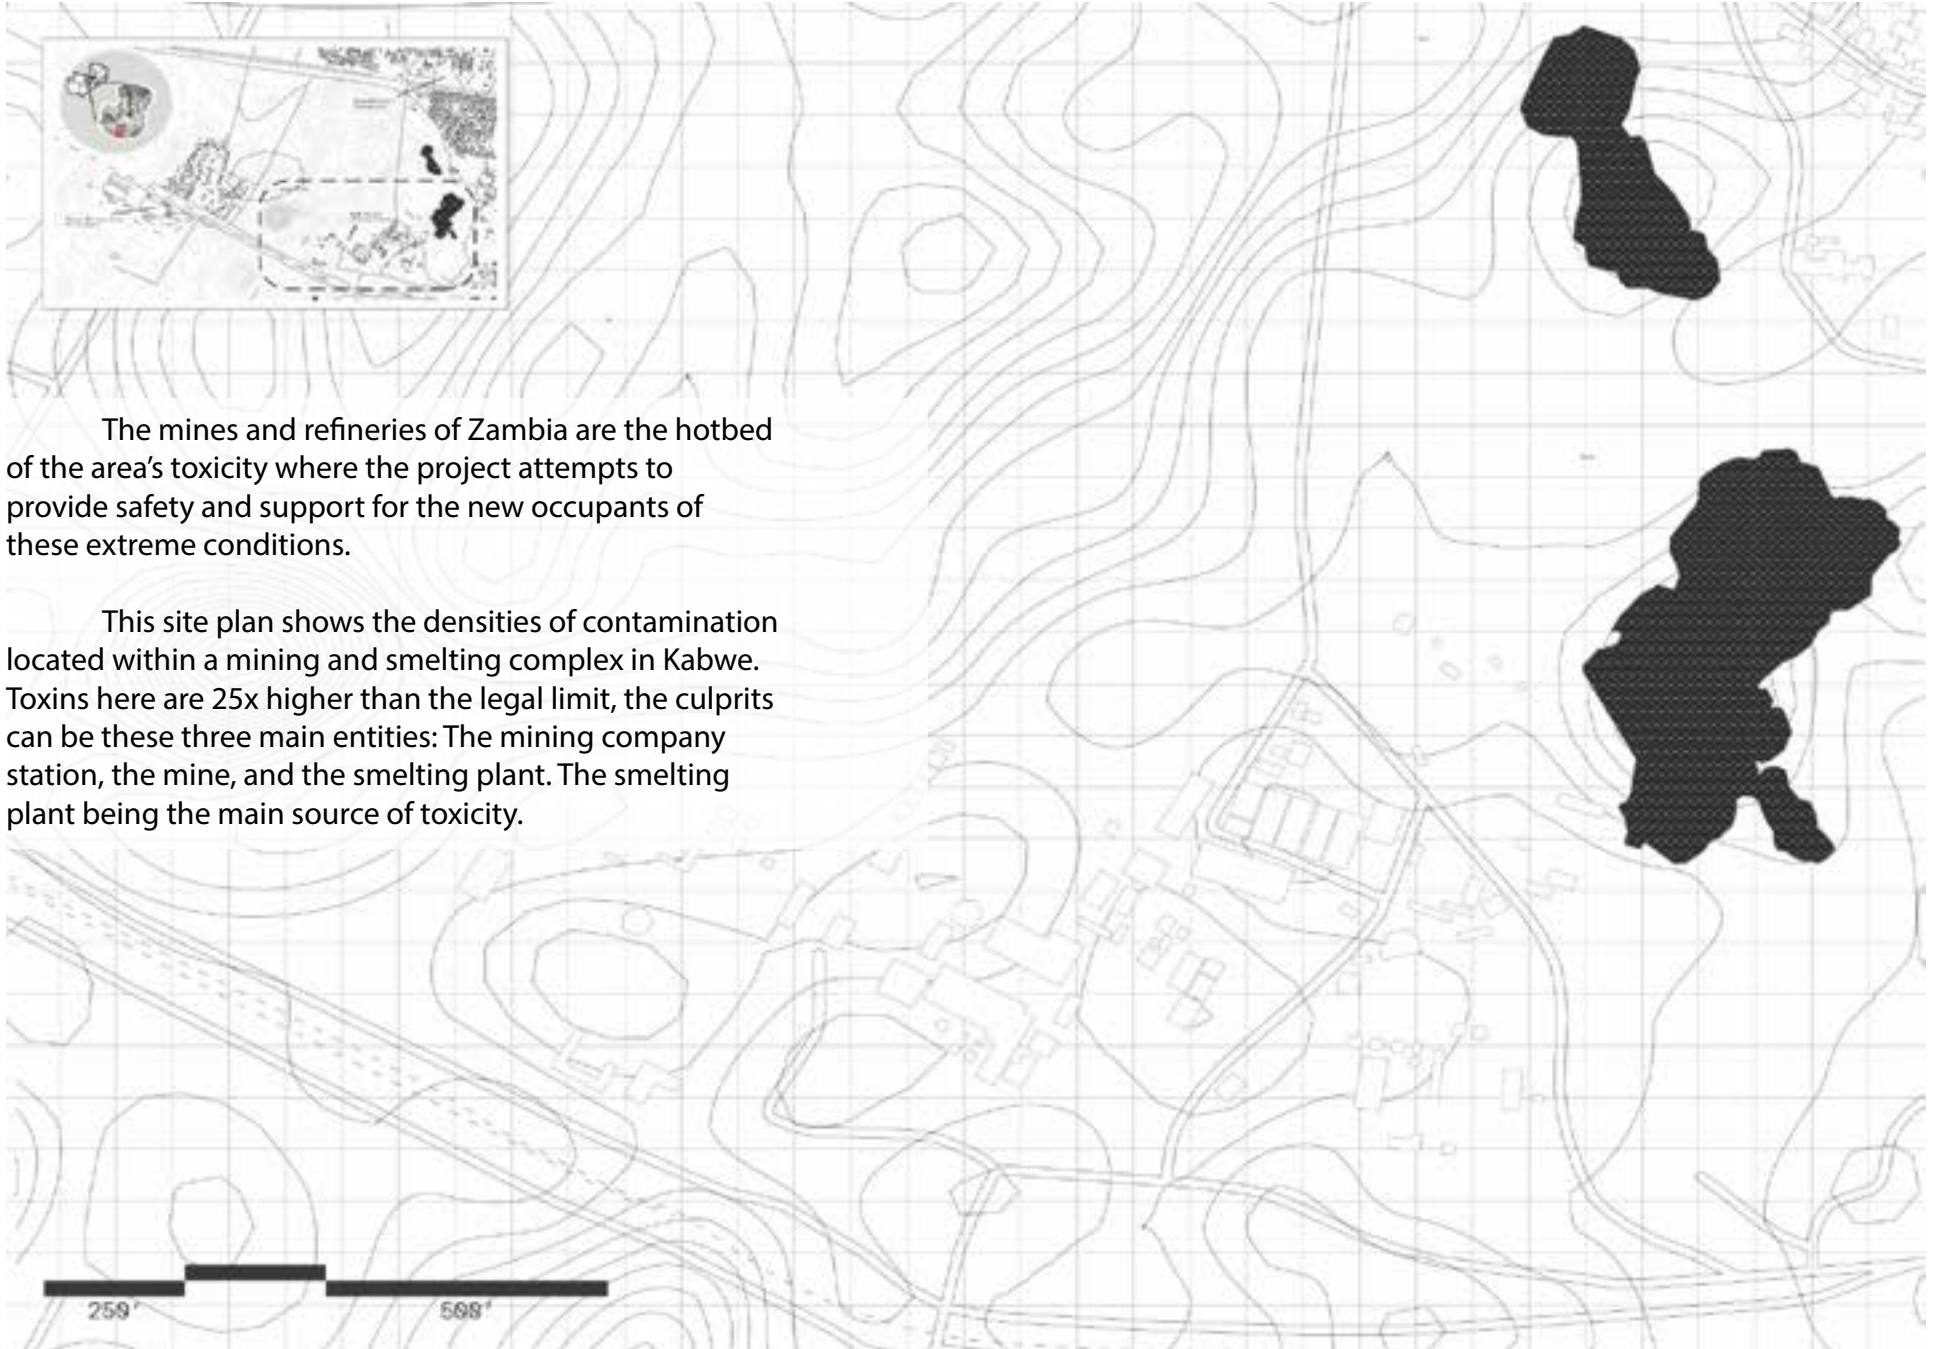 The mines and refineries of Zambia are the hotbed
of the area's toxicity where the project attempts to
provide safety and support for the new occupants of
these extreme conditions.
This site plan shows the densities of contamination
located within a mining and smelting complex in Kabwe.
Toxins here are 25x higher than the legal limit, the culprits
can be these three main entities: The mining company
station, the mine, and the smelting plant. The smelting
plant being the main source of toxicity.
250'
500'